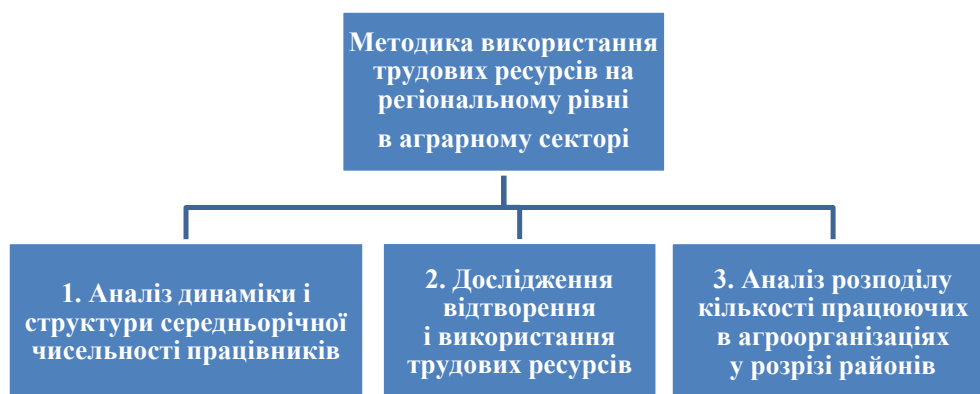 Методика використання
трудових ресурсів на
регіональному рівні
в аграрному секторі
1. Аналіз динаміки і
структури середньорічної
чисельності працівників
2. Дослідження
відтворення
і використання
трудових ресурсів
3. Аналіз розподілу
кількості працюючих
в агроорганізаціях
у розрізі районів